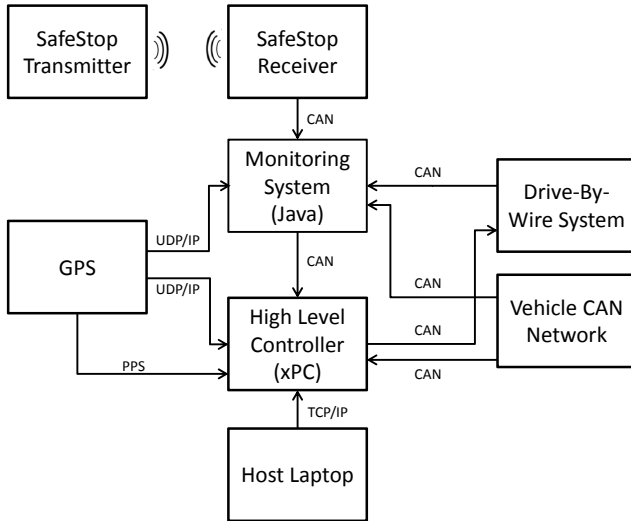 SafeStop
Transmitter
SafeStop
Receiver
CAN
Monitoring
System
(Java)
CAN
Drive-By-
Wire System
UDP/IP
CAN
GPS
UDP/IP
CAN
High Level
Controller
(xPC)
CAN
Vehicle CAN
Network
PPS
CAN
TCP/IP
Host Laptop